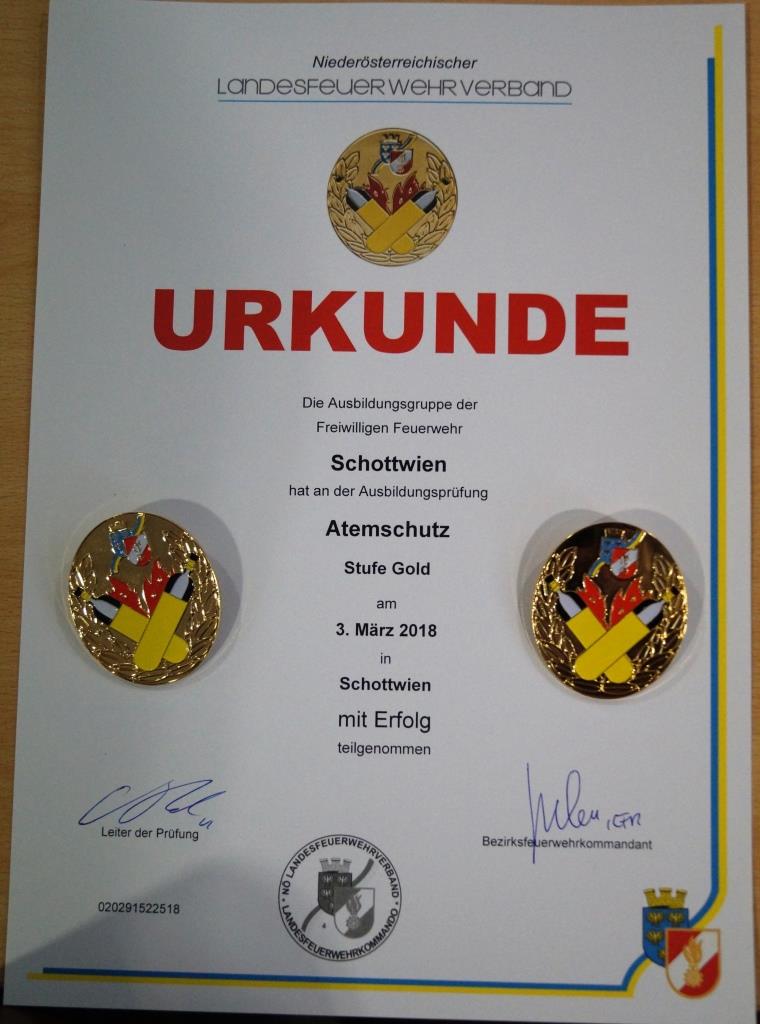 Niederösterreichischer
LANDESFEUERWEHRVERBAND
URKUNDE
Die Ausbildungsgruppe der
Freiwilligen Feuerwehr
Schottwien
hat an der Ausbildungsprüfung
Atemschutz
Stufe Gold
am
3. März 2018
in
Schottwien
mit Erfolg
teilgenommen
Leiter der Prüfung
Bezirksfeuerwehrkommandant
020291522518
NÖ LANDESFEUERWEHRVERBAND
LANDESFEUERWEHRKOMMANDO
4